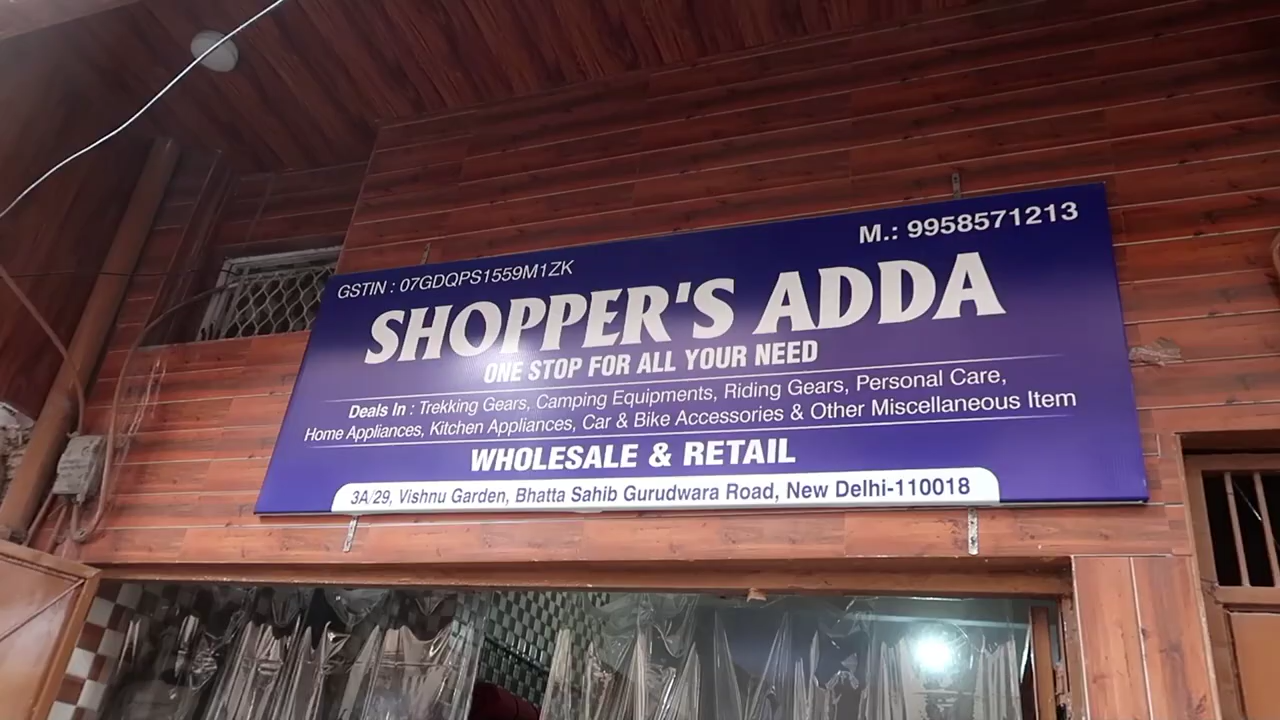 GSTIN : 07GDQPS1559M1ZK
M.: 9958571213
SHOPPER'S ADDA
ONE STOP FOR ALL YOUR NEED
Deals In : Trekking Gears, Camping Equipments, Riding Gears, Personal Care,
Home Appliances, Kitchen Appliances, Car & Bike Accessories & Other Miscellaneous Item
WHOLESALE & RETAIL
3A/29, Vishnu Garden, Bhatta Sahib Gurudwara Road, New Delhi-110018